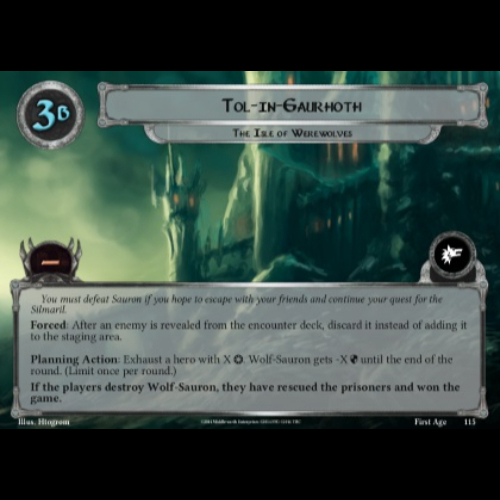 3B
TOL-IN-GAURHOTH
THE ISLE OF WEREWOLVES
–
You must defeat Sauron if you hope to escape with your friends and continue your quest for the
Silmaril.
Forced: After an enemy is revealed from the encounter deck, discard it instead of adding it
to the staging area.
Planning Action: Exhaust a hero with X. Wolf-Sauron gets -X until the end of the
round. (Limit once per round.)
If the players destroy Wolf-Sauron, they have rescued the prisoners and won the
game.
Illus. Hingrom
First Age 115